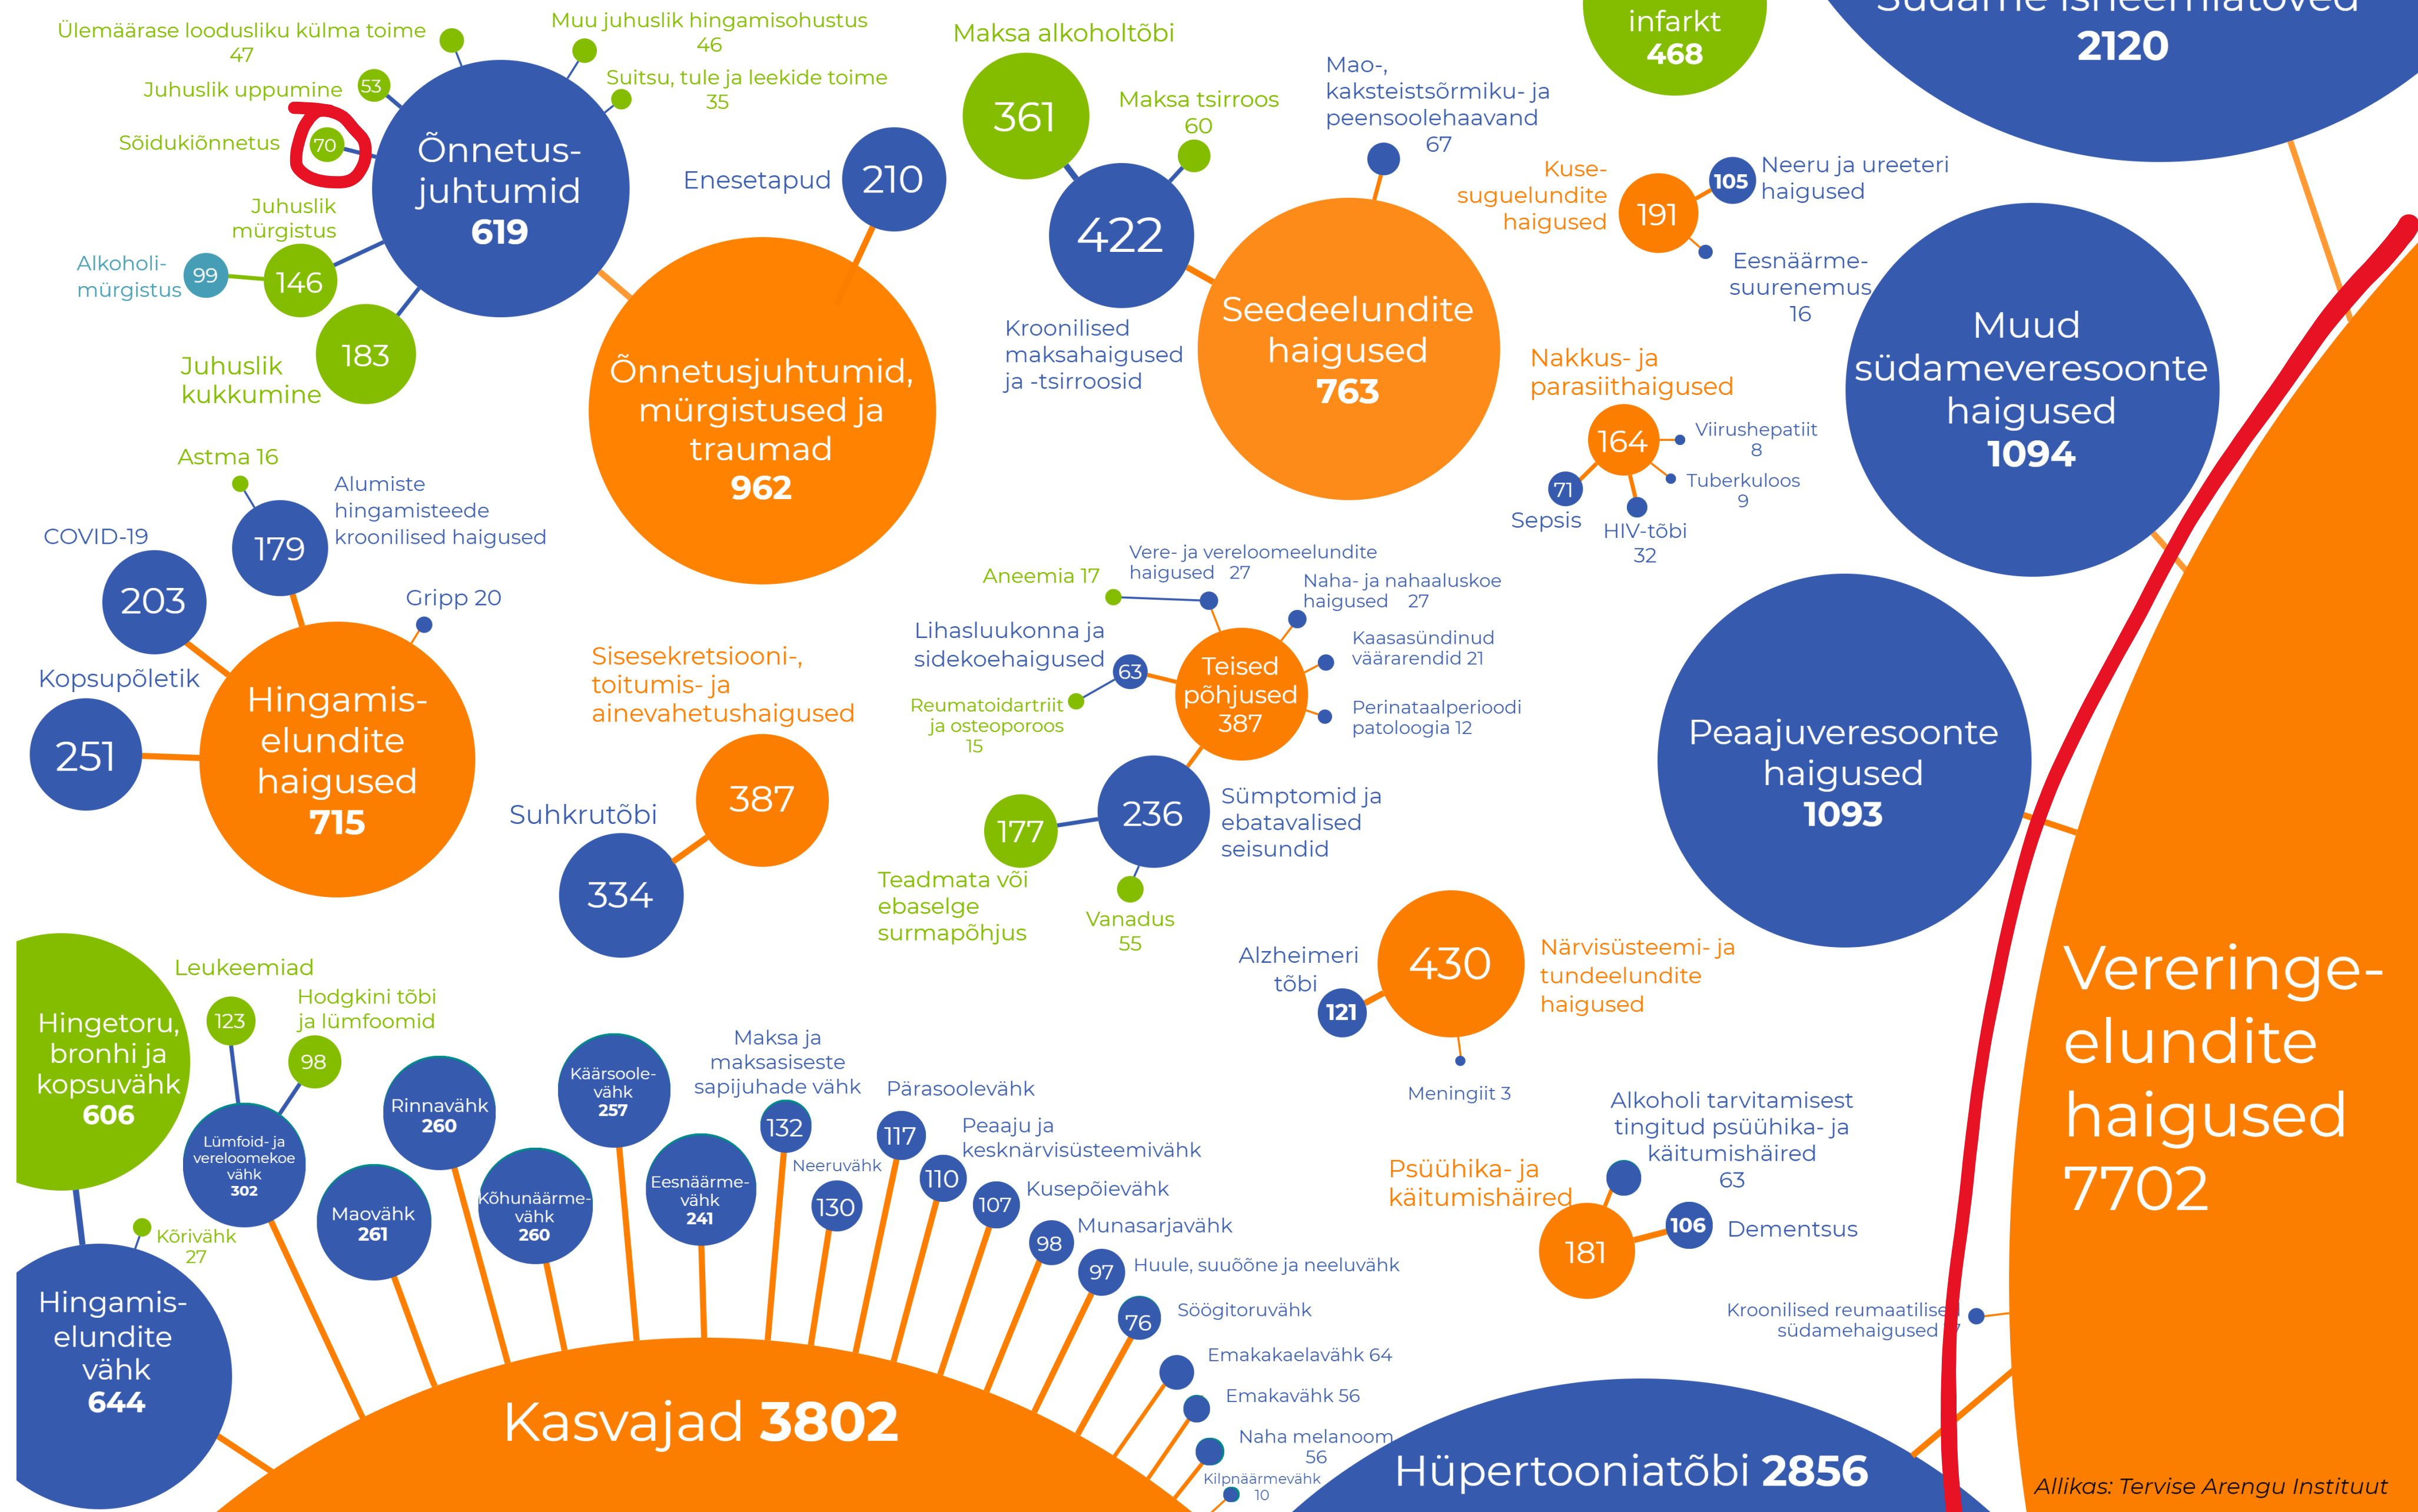 Ülemäärase loodusliku külma toime
47
Muu juhuslik hingamisohustus
46
Juhuslik uppumine
53
Suitsu, tule ja leekide toime
35
Sõidukiõnnetus
70
Õnnetus-
juhtumid
619
Juhuslik
mürgistus
146
Alkoholi-
mürgistus
99
Juhuslik
kukkumine
183
Enesetapud
210
Õnnetusjuhtumid,
mürgistused ja
traumad
962
Maksa alkoholtõbi
361
Maksa tsirroos
60
422
Kroonilised
maksahaigused
ja -tsirroosid
Mao-,
kaksteistsõrmiku- ja
peensoolehaavand
67
Seedeelundite
haigused
763
infarkt
468
Südame isheemiatõved
2120
Kuse-
suguelundite
haigused
191
105
Neeru ja ureeteri
haigused
Eesnäärme-
suurenemus
16
Muud
südameveresoonte
haigused
1094
Nakkus- ja
parasiithaigused
164
Viirushepatiit
8
Tuberkuloos
9
71
Sepsis
HIV-tõbi
32
Astma 16
179
Alumiste
hingamisteede
kroonilised haigused
COVID-19
203
Gripp 20
Kopsupõletik
251
Hingamis-
elundite
haigused
715
Sisesekretsiooni-,
toitumis- ja
ainevahetushaigused
387
Suhkrutõbi
334
Vere- ja vereloomeelundite
haigused 27
Aneemia 17
Naha- ja nahaaluskoe
haigused 27
Lihasluukonna ja
sidekoehaigused
63
Reumatoidartriit
ja osteoporoos
15
Teised
põhjused
387
Kaasasündinud
väärarendid 21
Perinataalperioodi
patoloogia 12
236
Sümptomid ja
ebatavalised
seisundid
177
Teadmata või
ebaselge
surmapõhjus
Vanadus
55
Peaajuveresoonte
haigused
1093
Alzheimeri
tõbi
121
430
Närvisüsteemi- ja
tundeelundite
haigused
Meningiit 3
Vereringe-
elundite
haigused
7702
Hingetoru,
bronhi ja
kopsuvähk
606
Leukeemiad
123
Hodgkini tõbi
ja lümfoomid
98
Lümfoid- ja
vereloomekoe
vähk
302
Kõrivähk
27
Hingamis-
elundite
vähk
644
Maovähk
261
Rinnavähk
260
Kõhunäärme-
vähk
260
Käärsoole-
vähk
257
Eesnäärme-
vähk
241
Maksa ja
maksasiseste
sapijuhade vähk
132
Neeruvähk
130
Pärasoolevähk
117
Peaaju ja
kesknärvisüsteemivähk
110
Kusepõievähk
107
Munasarjavähk
98
Huule, suuõõne ja neeluvähk
97
Söögitoruvähk
76
Emakakaelavähk 64
Emakavähk 56
Naha melanoom
56
Kilpnäärmevähk
10
Kasvajad 3802
Alkoholi tarvitamisest
tingitud psüühika- ja
käitumishäired
63
Psüühika- ja
käitumishäired
181
106
Dementsus
Kroonilised reumaatilised
südamehaigused
Hüpertooniatõbi 2856
Allikas: Tervise Arengu Instituut